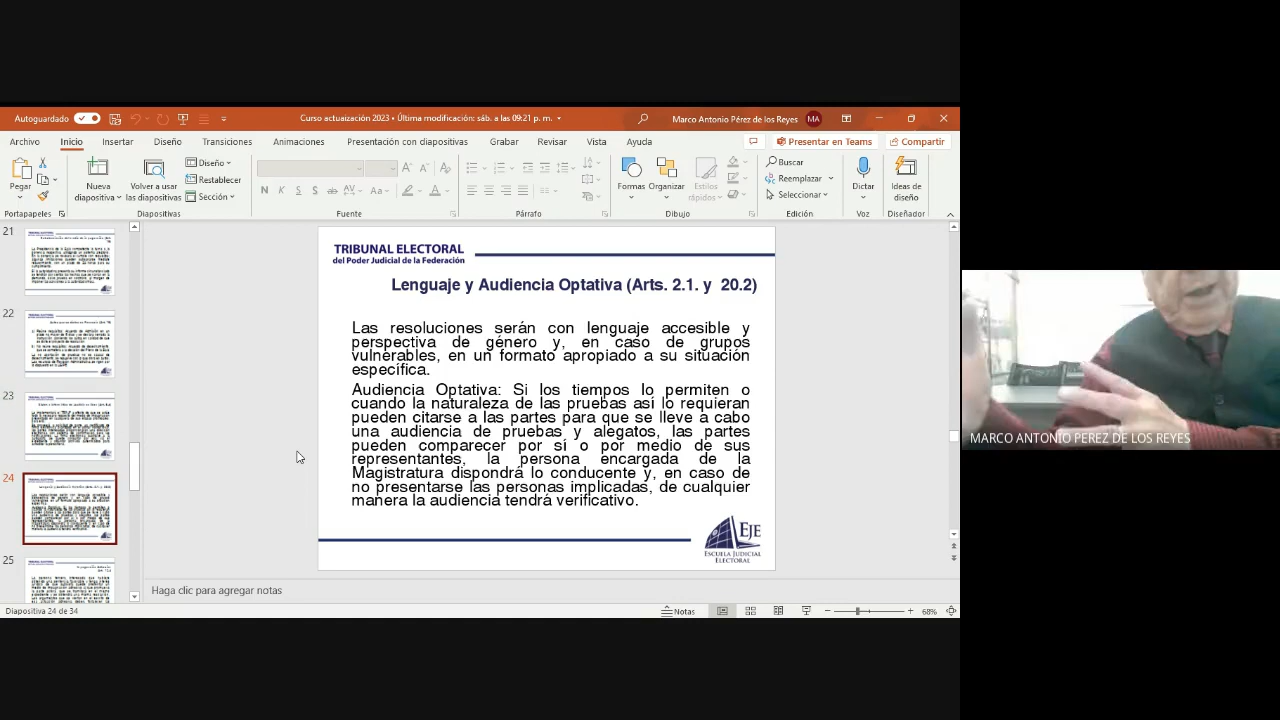 Autoguardado
Curso actuaización 2023 • Última modificación: sáb. a las 09:21 p. m.
Marco Antonio Pérez de los Reyes
MA
Archivo Inicio Insertar Diseño Transiciones Animaciones Presentación con diapositivas Grabar Revisar Vista Ayuda
Presentar en Teams
Compartir
Pegar
Nueva diapositiva
Volver a usar las diapositivas
Diseño
Restablecer
Sección
Formas
Organizar
Estilos rápidos
Buscar
Reemplazar
Seleccionar
Dictar
Ideas de diseño
Portapapeles
Diapositivas
Fuente
Párrafo
Dibujo
Edición
Voz
Diseñador
21
22
23
24
25
TRIBUNAL ELECTORAL
del Poder Judicial de la Federación
Lenguaje y Audiencia Optativa (Arts. 2.1. y 20.2)
Las resoluciones serán con lenguaje accesible y
perspectiva de género y, en caso de grupos
vulnerables, en un formato apropiado a su situación
específica.
Audiencia Optativa: Si los tiempos lo permiten o
cuando la naturaleza de las pruebas así lo requieran
pueden citarse a las partes para que se lleve a cabo
una audiencia de pruebas y alegatos, las partes
pueden comparecer por sí o por medio de sus
representantes, la persona encargada de la
Magistratura dispondrá lo conducente y, en caso de
no presentarse las personas implicadas, de cualquier
manera la audiencia tendrá verificativo.
EJE
ESCUELA JUDICIAL
ELECTORAL
Haga clic para agregar notas
Diapositiva 24 de 34
Notas
68%
MARCO ANTONIO PEREZ DE LOS REYES